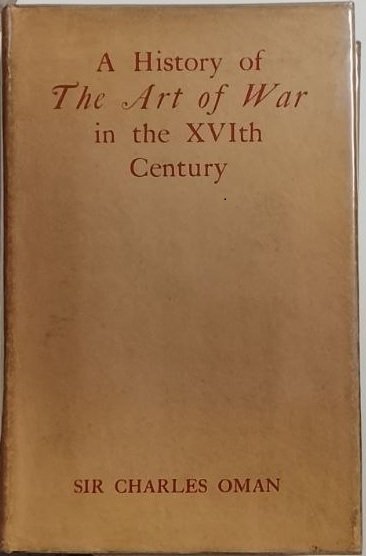 A History of
The Art of War
in the XVIth
Century
SIR CHARLES OMAN